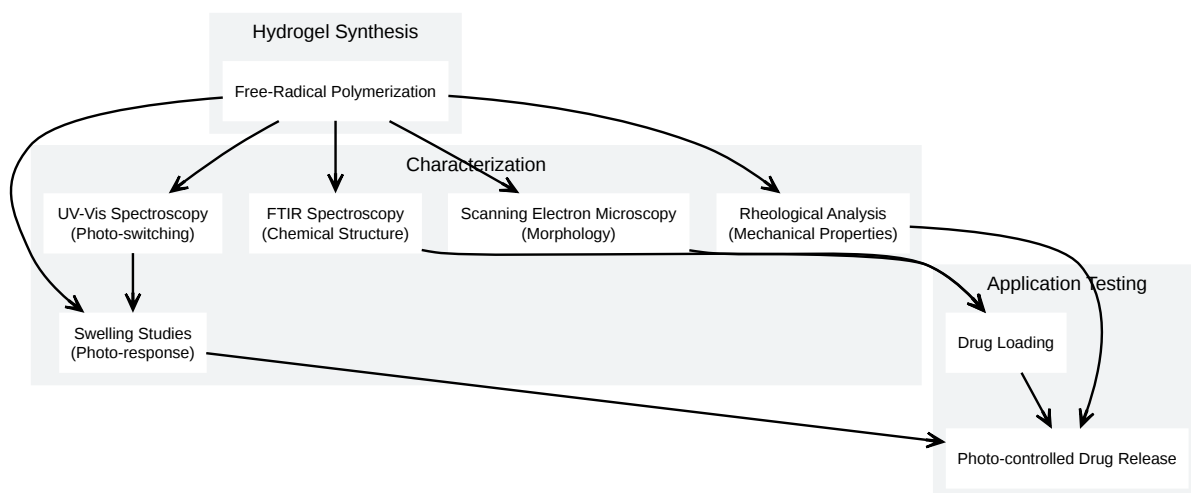 Hydrogel Synthesis
Free-Radical Polymerization
Characterization
UV-Vis Spectroscopy
(Photo-switching)
FTIR Spectroscopy
(Chemical Structure)
Scanning Electron Microscopy
(Morphology)
Rheological Analysis
(Mechanical Properties)
Swelling Studies
(Photo-response)
Application Testing
Drug Loading
Photo-controlled Drug Release